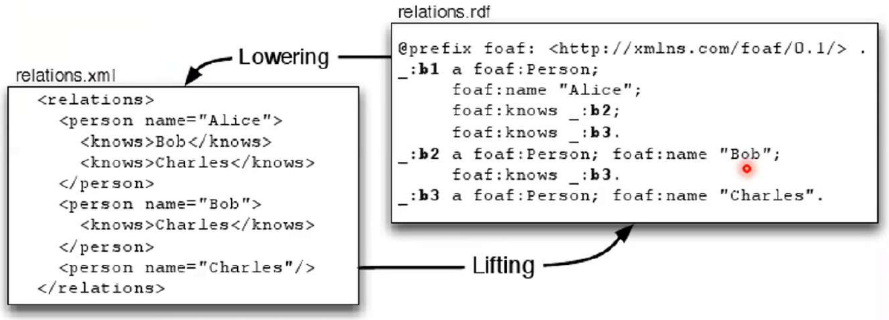 relations.rdf
@prefix foaf: <http://xmlns.com/foaf/0.1/> .
_:b1 a foaf:Person;
foaf:name "Alice";
foaf:knows _:b2;
foaf:knows _:b3.
_:b2 a foaf:Person; foaf:name "Bob";
foaf:knows _:b3.
_:b3 a foaf:Person; foaf:name "Charles".
Lowering
relations.xml
<relations>
<person name="Alice">
<knows>Bob</knows>
<knows>Charles</knows>
</person>
<person name="Bob">
<knows>Charles</knows>
</person>
<person name="Charles"/>
</relations>
Lifting